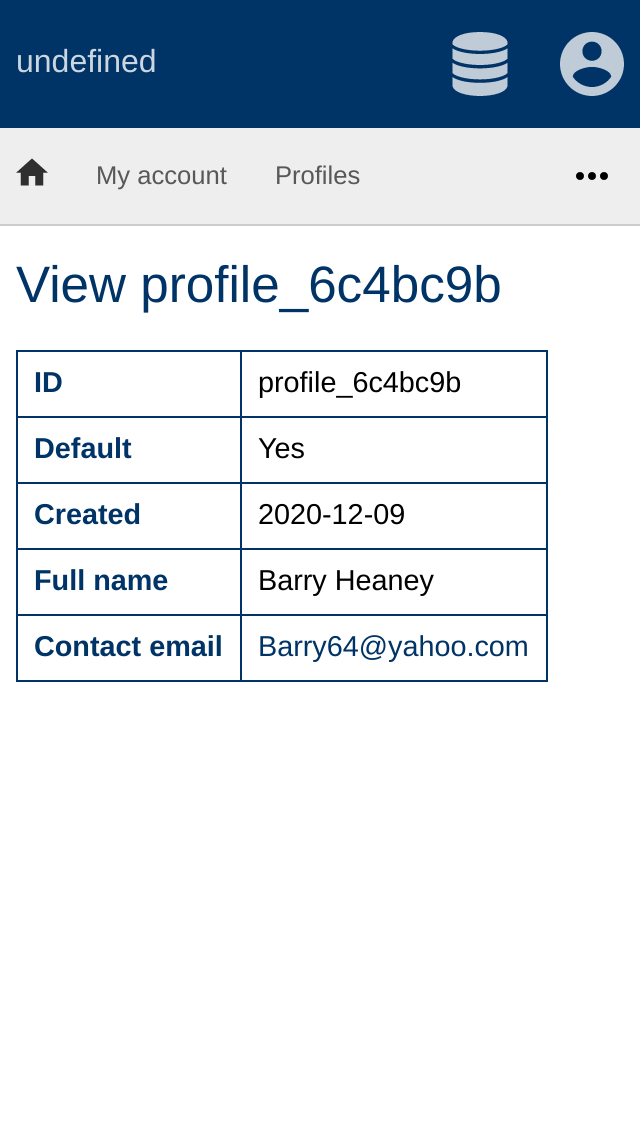 undefined
My account Profiles
View profile_6c4bc9b
ID profile_6c4bc9b
Default Yes
Created 2020-12-09
Full name Barry Heaney
Contact email Barry64@yahoo.com